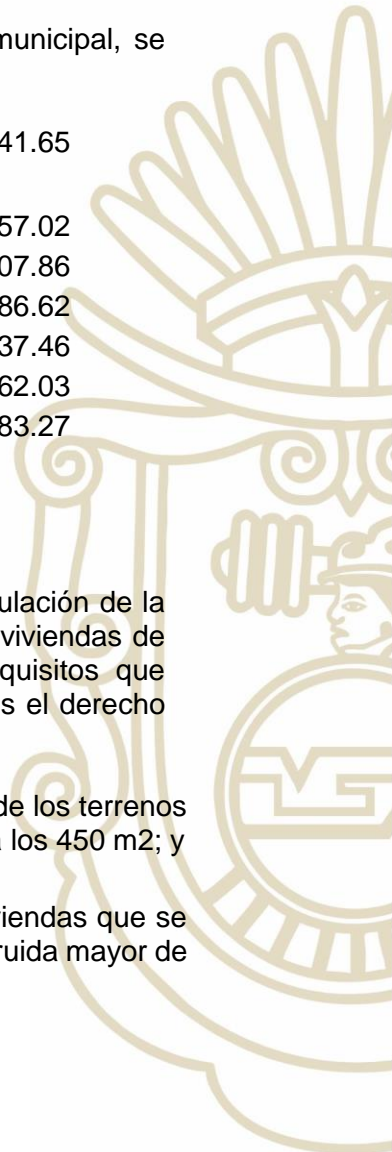 municipal, se
41.65
57.02
07.86
86.62
37.46
62.03
83.27
ulación de la
viviendas de
quisitos que
s el derecho
de los terrenos
a los 450 m2; y
viendas que se
ruida mayor de